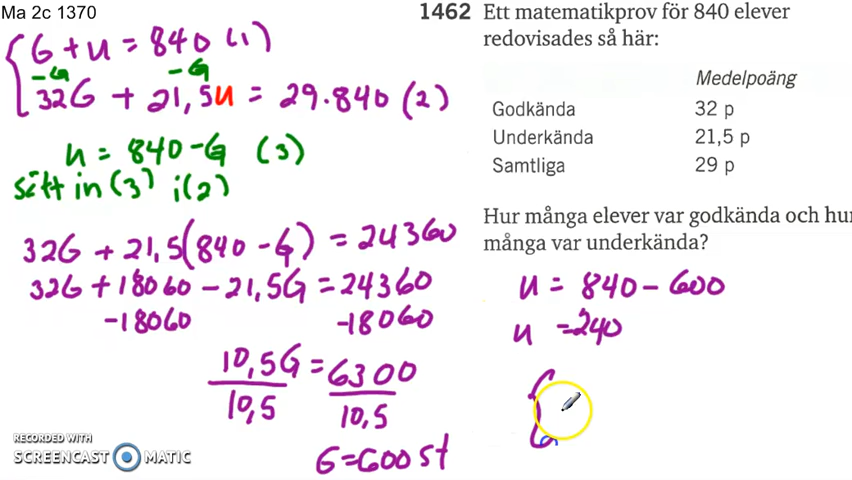 Ma 2c 1370
G + u = 840 (1)
-G -G
32G + 21,5u = 29·840 (2)
u = 840 - G (3)
sätt in (3) i (2)
32G + 21,5(840 - G) = 24360
32G + 18060 - 21,5G = 24360
-18060 -18060
10,5G = 6300
10,5 10,5
G = 600 st
1462 Ett matematikprov för 840 elever
redovisades så här:
Medelpoäng
Godkända 32 p
Underkända 21,5 p
Samtliga 29 p
Hur många elever var godkända och hur
många var underkända?
u = 840 - 600
u = 240
RECORDED WITH
SCREENCAST MATIC